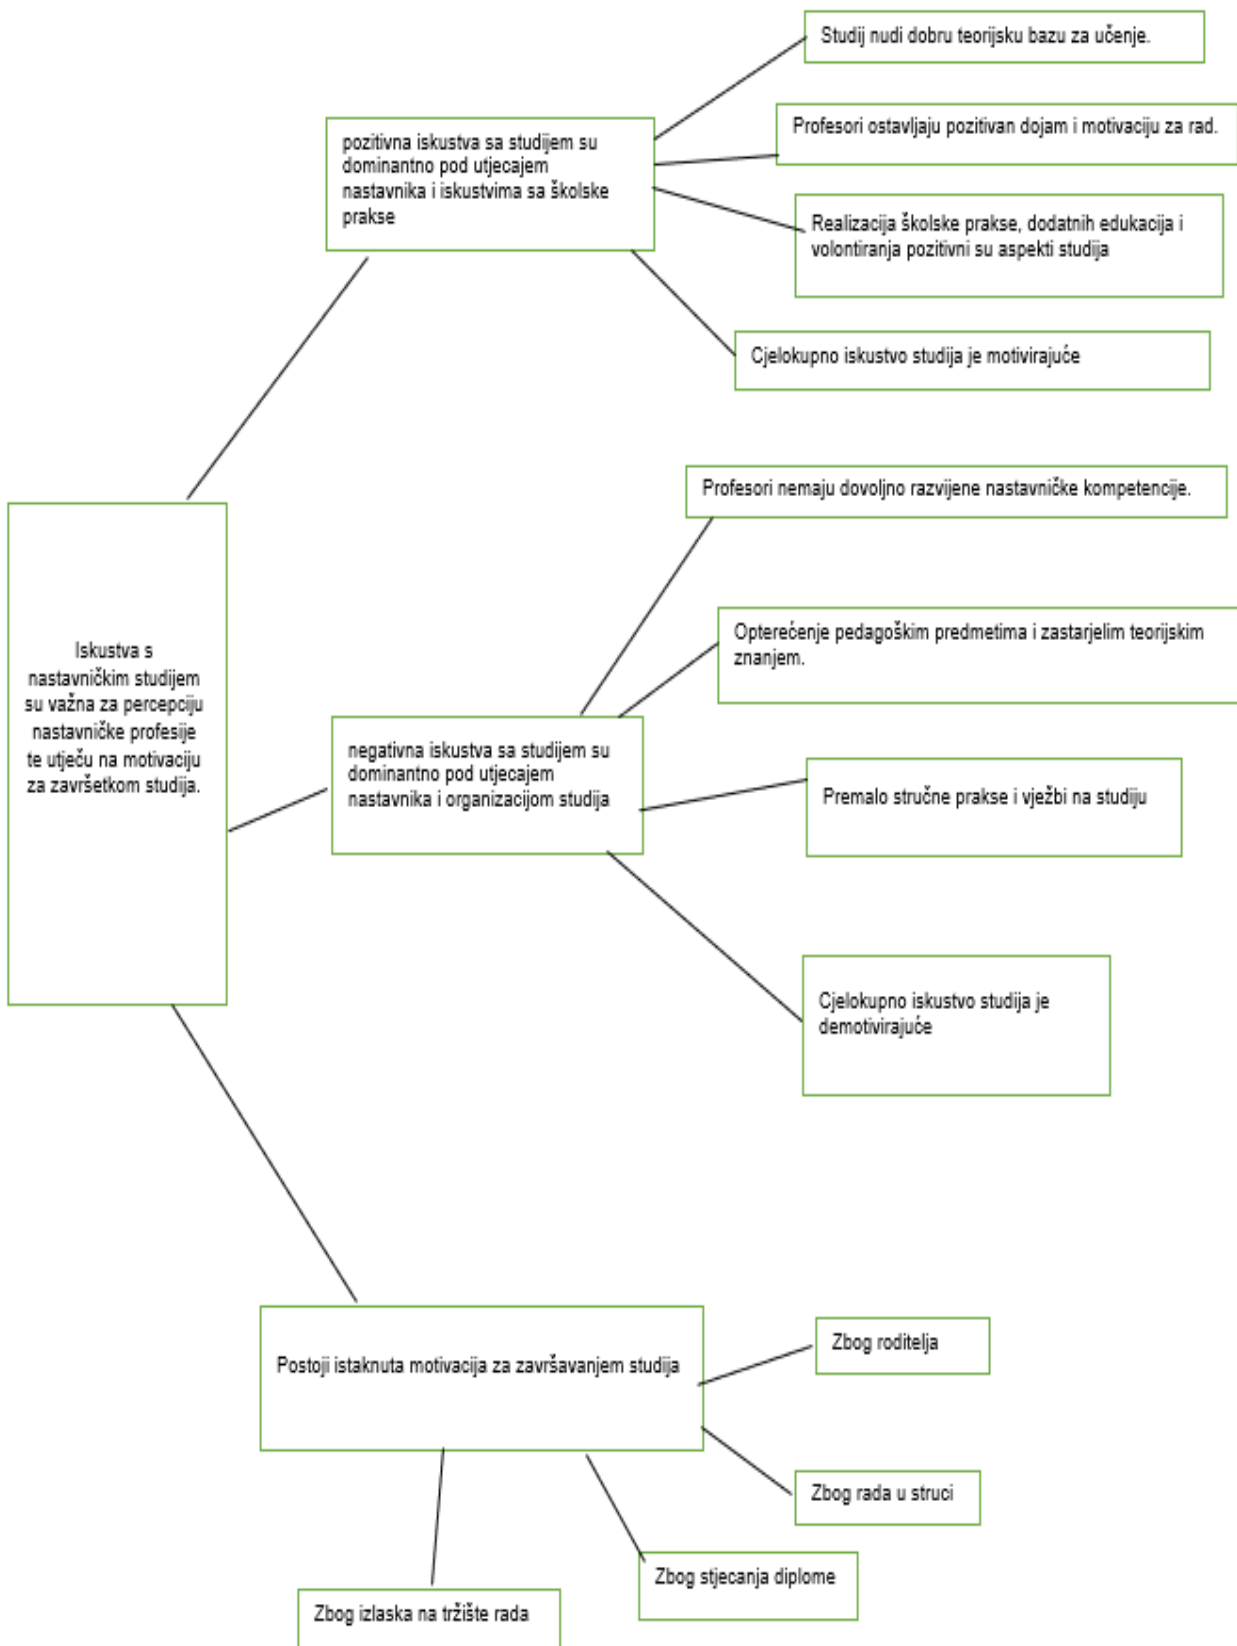 Studij nudi dobru teorijsku bazu za učenje.
pozitivna iskustva sa studijem su
dominantno pod utjecajem
nastavnika i iskustvima sa školske
prakse
Profesori ostavljaju pozitivan dojam i motivaciju za rad.
Realizacija školske prakse, dodatnih edukacija i
volontiranja pozitivni su aspekti studija
Cjelokupno iskustvo studija je motivirajuće
Iskustva s
nastavničkim studijem
su važna za percepciju
nastavničke profesije
te utječu na motivaciju
za završetkom studija.
Profesori nemaju dovoljno razvijene nastavničke kompetencije.
Opterećenje pedagoškim predmetima i zastarjelim teorijskim
znanjem.
negativna iskustva sa studijem su
dominantno pod utjecajem
nastavnika i organizacijom studija
Premalo stručne prakse i vježbi na studiju
Cjelokupno iskustvo studija je
demotivirajuće
Postoji istaknuta motivacija za završavanjem studija
Zbog roditelja
Zbog rada u struci
Zbog stjecanja diplome
Zbog izlaska na tržište rada